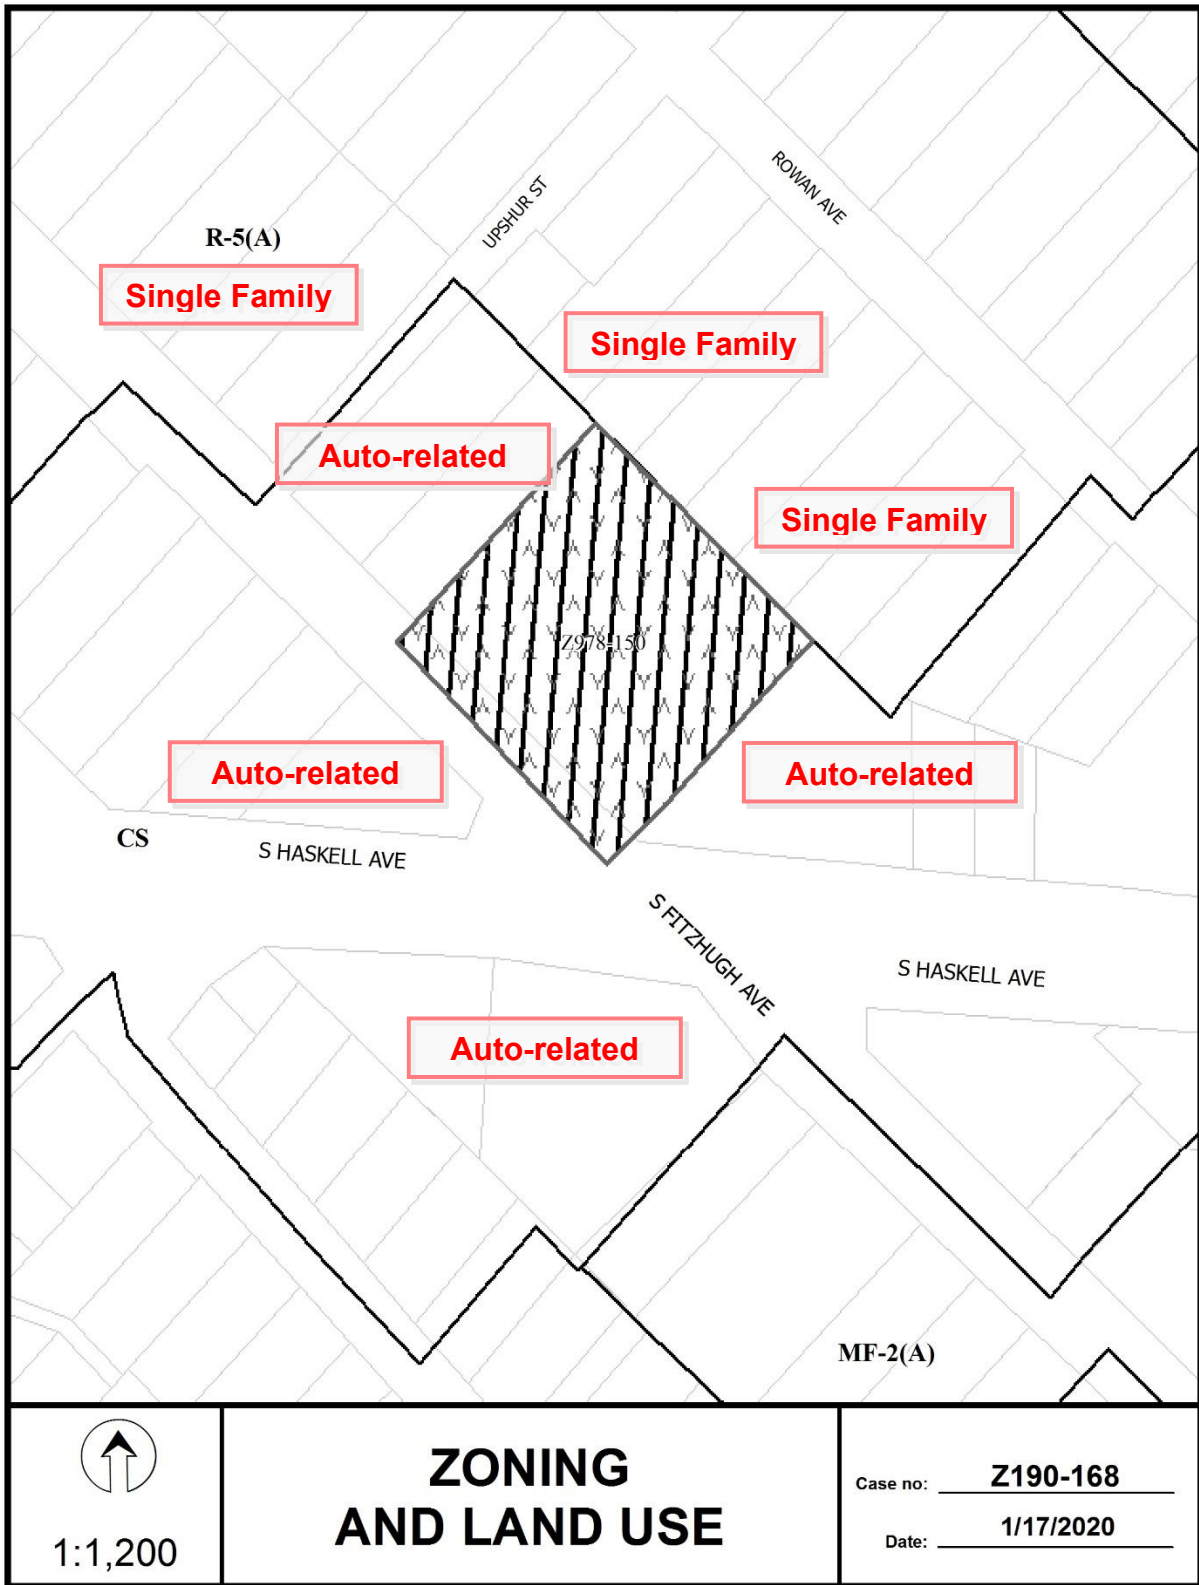 ROWAN AVE
UPSHUR ST
R-5(A)
Single Family
Single Family
Auto-related
Single Family
Z978-150
Auto-related
Auto-related
CS
S HASKELL AVE
S FITZHUGH AVE
S HASKELL AVE
Auto-related
MF-2(A)
1:1,200
ZONING
AND LAND USE
Case no: Z190-168
Date: 1/17/2020